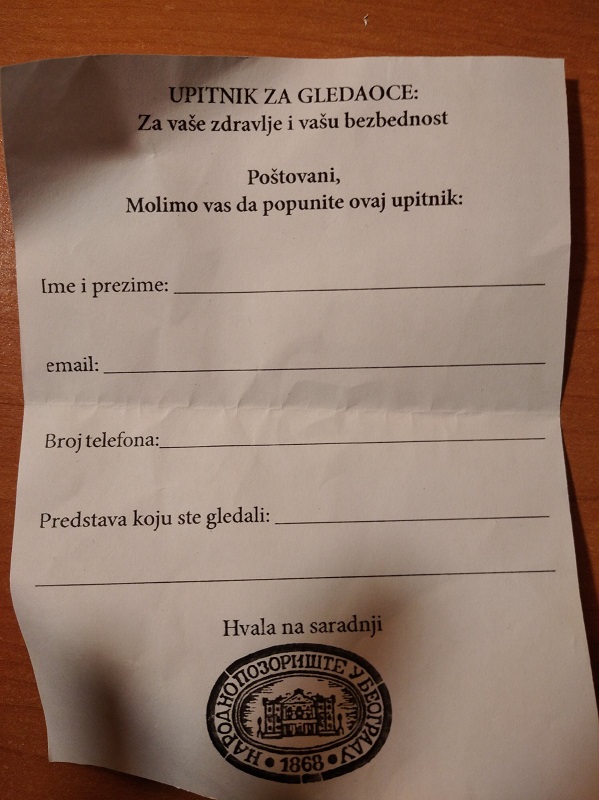 UPITNIK ZA GLEDAOCE:
Za vaše zdravlje i vašu bezbednost
Poštovani,
Molimo vas da popunite ovaj upitnik:
Ime i prezime:
email:
Broj telefona:
Predstava koju ste gledali:
Hvala na saradnji
НАРОДНО ПОЗОРИШТЕ У БЕОГРАДУ
• 1868 •